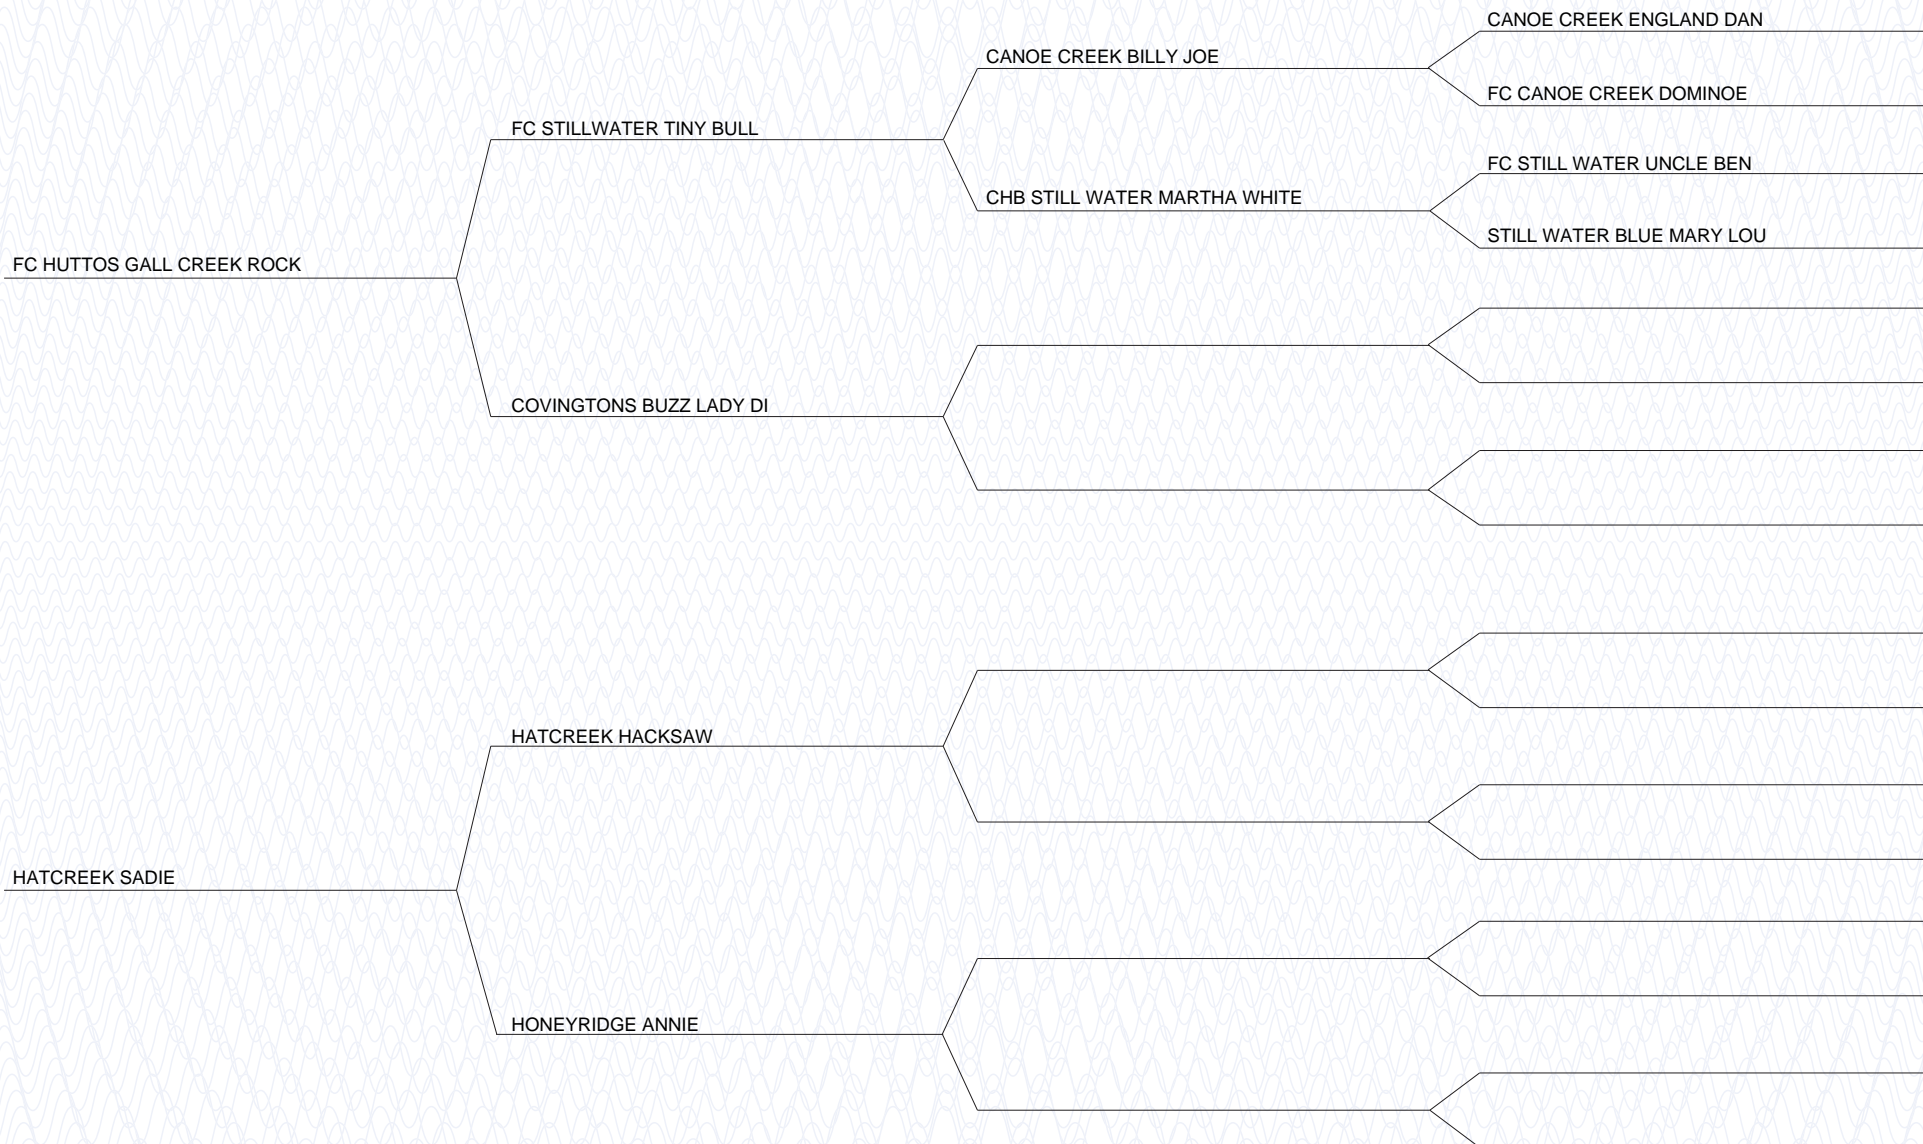 CANOE CREEK ENGLAND DAN
CANOE CREEK BILLY JOE
FC CANOE CREEK DOMINOE
FC STILLWATER TINY BULL
FC STILL WATER UNCLE BEN
CHB STILL WATER MARTHA WHITE
STILL WATER BLUE MARY LOU
FC HUTTOS GALL CREEK ROCK
COVINGTONS BUZZ LADY DI
HATCREEK HACKSAW
HATCREEK SADIE
HONEYRIDGE ANNIE